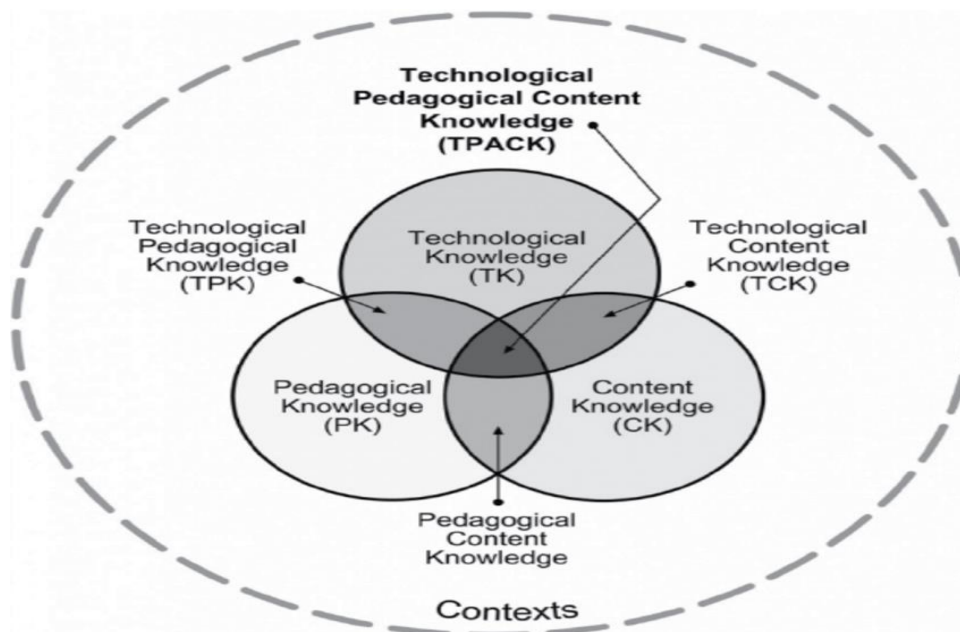 Technological
Pedagogical Content
Knowledge
(TPACK)
Technological
Pedagogical
Knowledge
(TPK)
Technological
Knowledge
(TK)
Technological
Content
Knowledge
(TCK)
Pedagogical
Knowledge
(PK)
Content
Knowledge
(CK)
Pedagogical
Content
Knowledge
Contexts